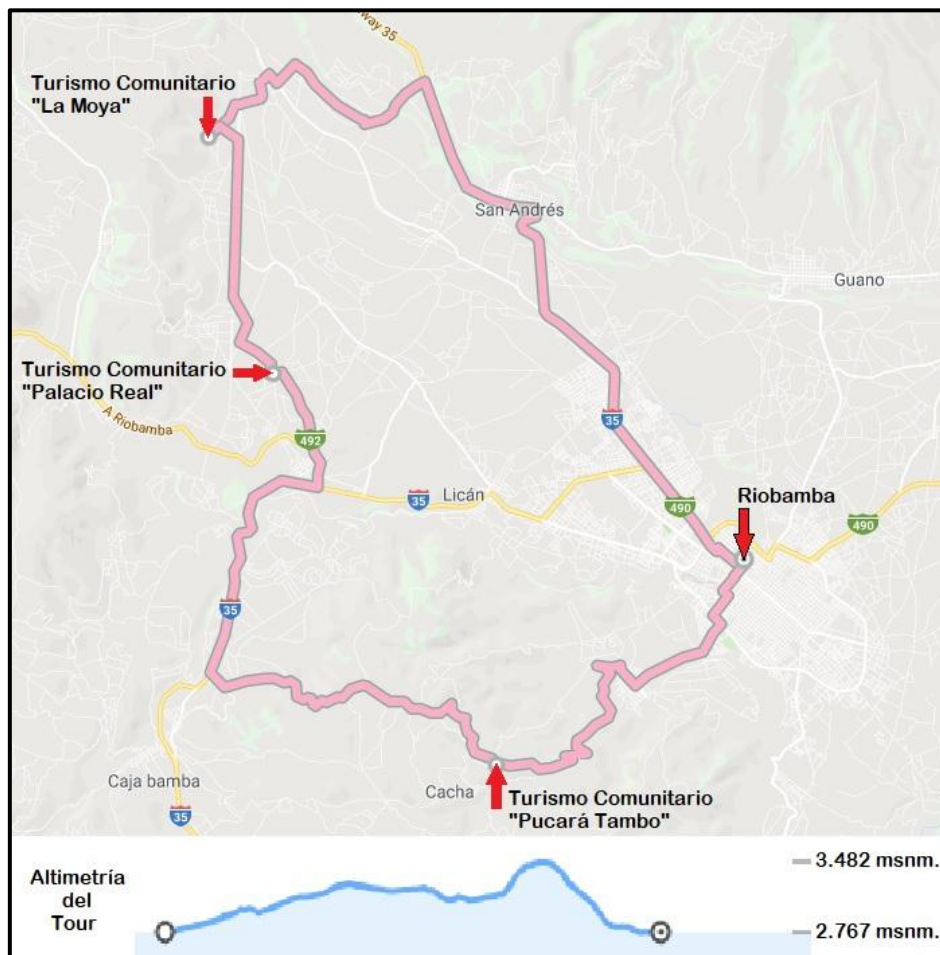 way 35
Turismo Comunitario
"La Moya"
San Andrés
Guano
Turismo Comunitario
"Palacio Real"
A Riobamba
492
35
Licán
35
490
Riobamba
490
35
Caja bamba
35
Cacha
Turismo Comunitario
"Pucará Tambo"
Altimetría
del
Tour
3.482 msnm.
2.767 msnm.